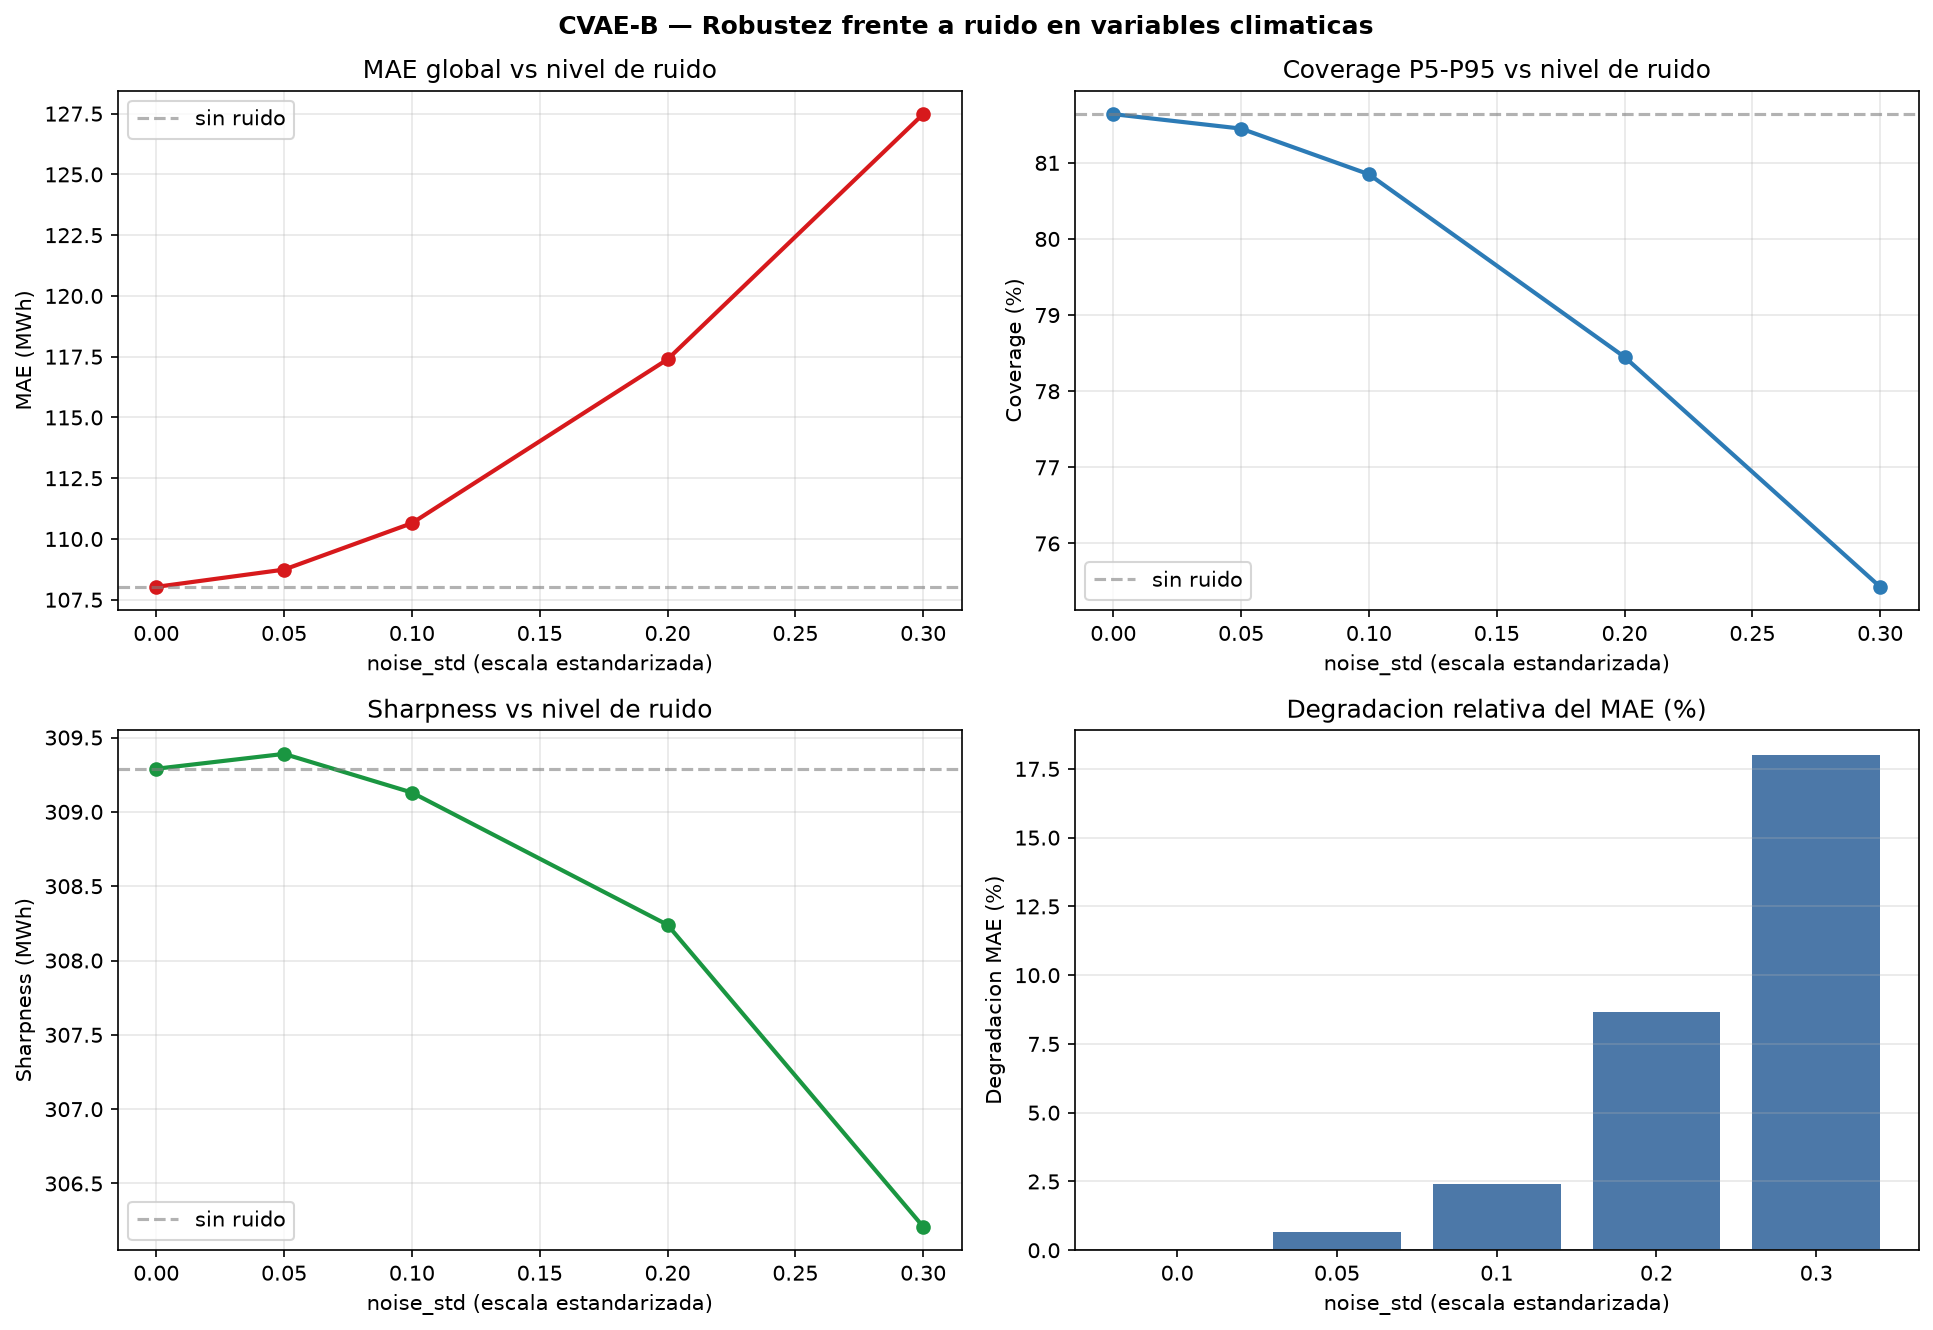 CVAE-B — Robustez frente a ruido en variables climaticas
MAE global vs nivel de ruido
127.5
125.0
122.5
120.0
117.5
115.0
112.5
110.0
107.5
MAE (MWh)
sin ruido
0.00 0.05 0.10 0.15 0.20 0.25 0.30
noise_std (escala estandarizada)
Coverage P5-P95 vs nivel de ruido
81
80
79
78
77
76
Coverage (%)
sin ruido
0.00 0.05 0.10 0.15 0.20 0.25 0.30
noise_std (escala estandarizada)
Sharpness vs nivel de ruido
309.5
309.0
308.5
308.0
307.5
307.0
306.5
Sharpness (MWh)
sin ruido
0.00 0.05 0.10 0.15 0.20 0.25 0.30
noise_std (escala estandarizada)
Degradacion relativa del MAE (%)
17.5
15.0
12.5
10.0
7.5
5.0
2.5
0.0
Degradacion MAE (%)
0.0 0.05 0.1 0.2 0.3
noise_std (escala estandarizada)